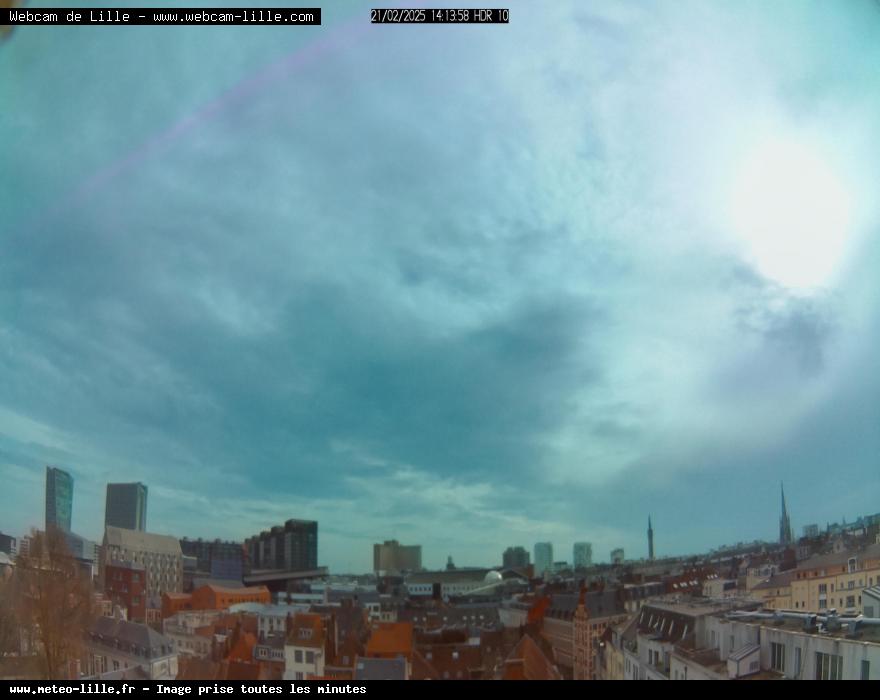 Webcam de Lille - www.webcam-lille.com
21/02/2025 14:13:58 HDR 10
www.meteo-lille.fr - Image prise toutes les minutes